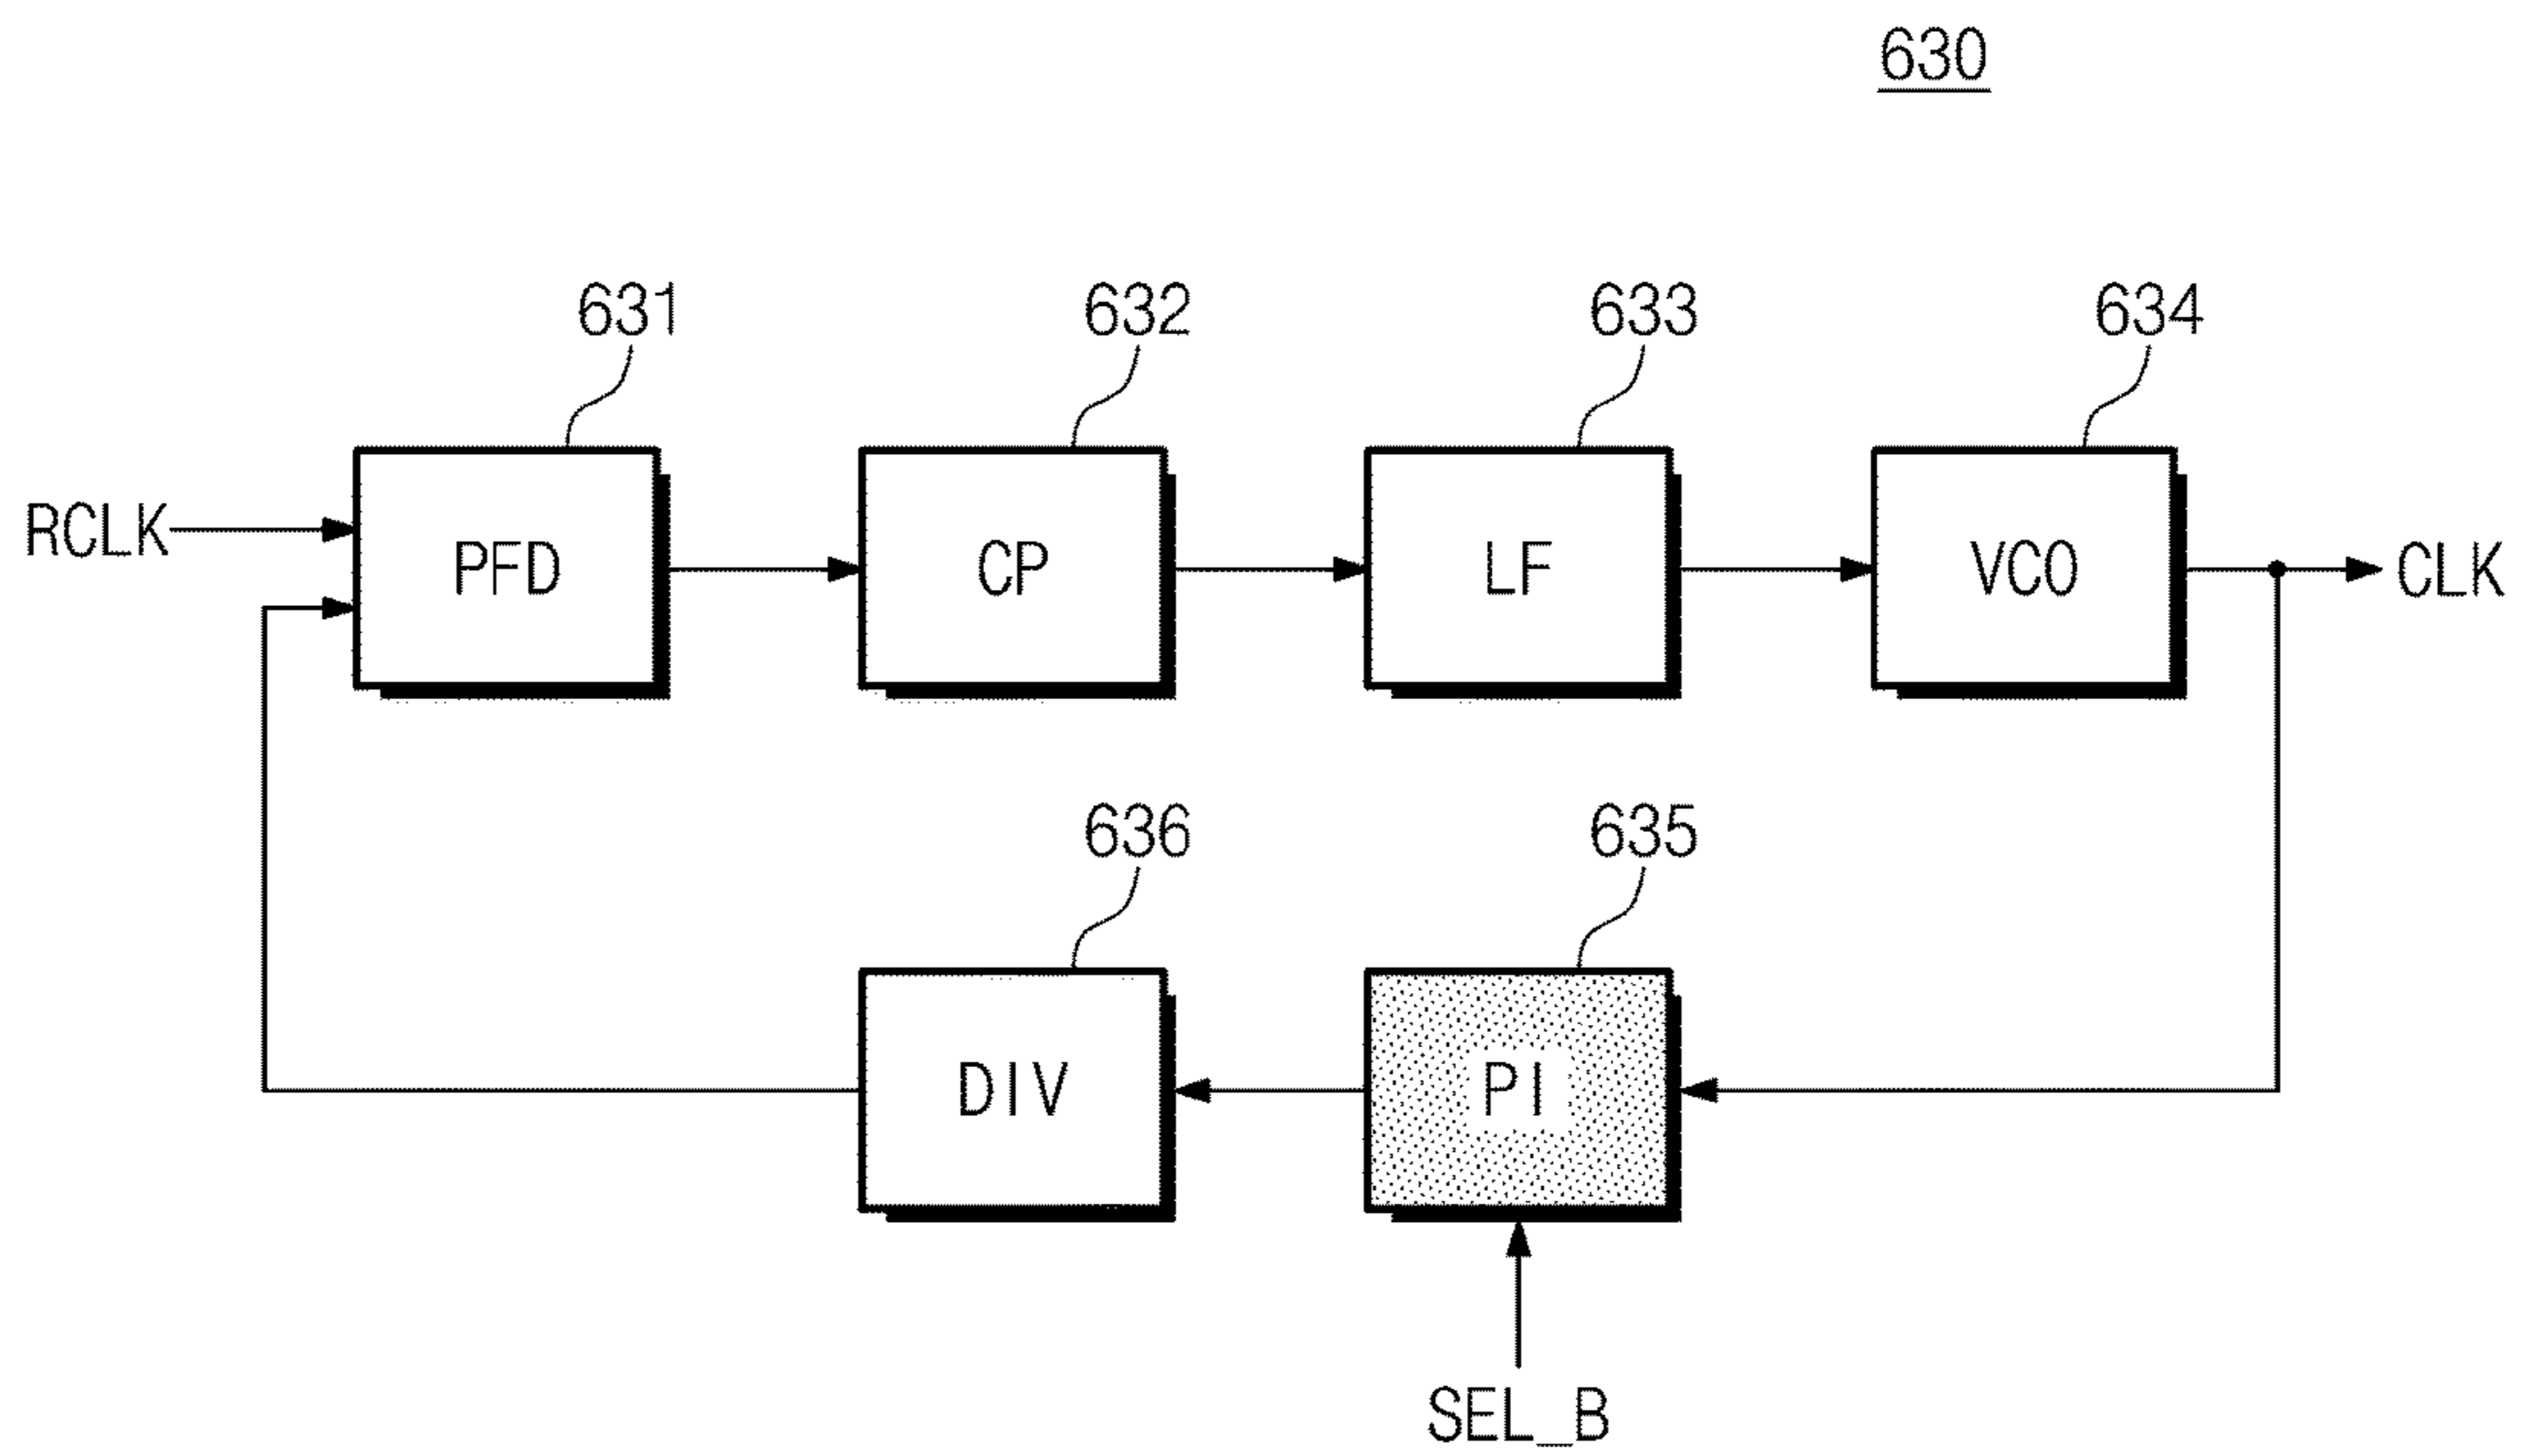 630
631
632
633
634
RCLK
PFD
CP
LF
VCO
CLK
636
635
DIV
PI
SEL_B